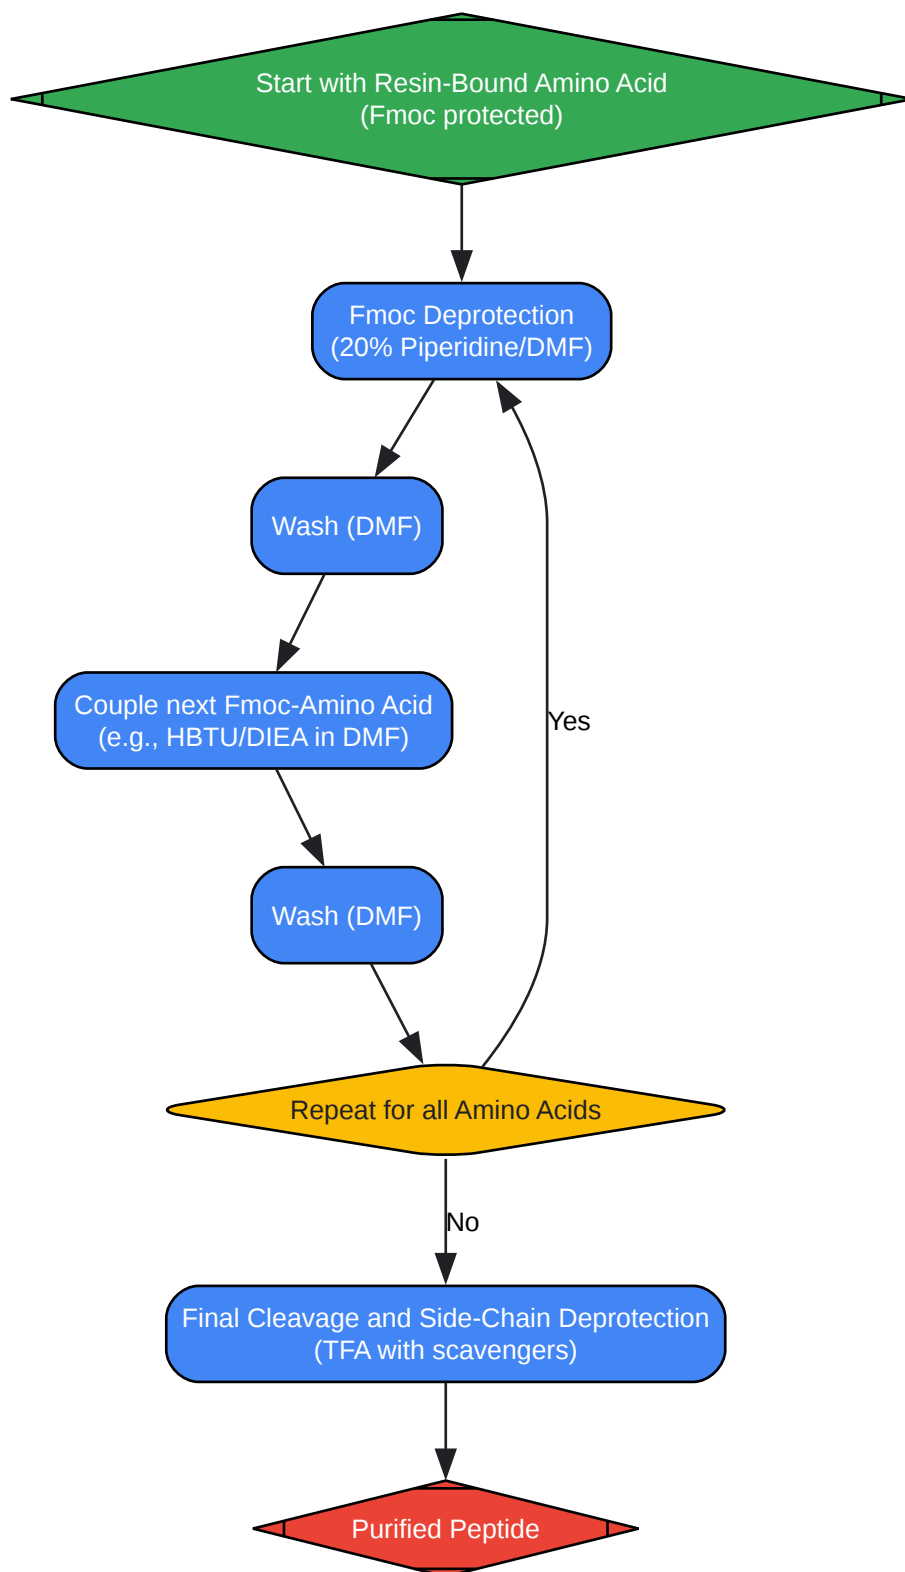 Start with Resin-Bound Amino Acid
(Fmoc protected)
Fmoc Deprotection
(20% Piperidine/DMF)
Wash (DMF)
Couple next Fmoc-Amino Acid
(e.g., HBTU/DIEA in DMF)
Yes
Wash (DMF)
Repeat for all Amino Acids
No
Final Cleavage and Side-Chain Deprotection
(TFA with scavengers)
Purified Peptide